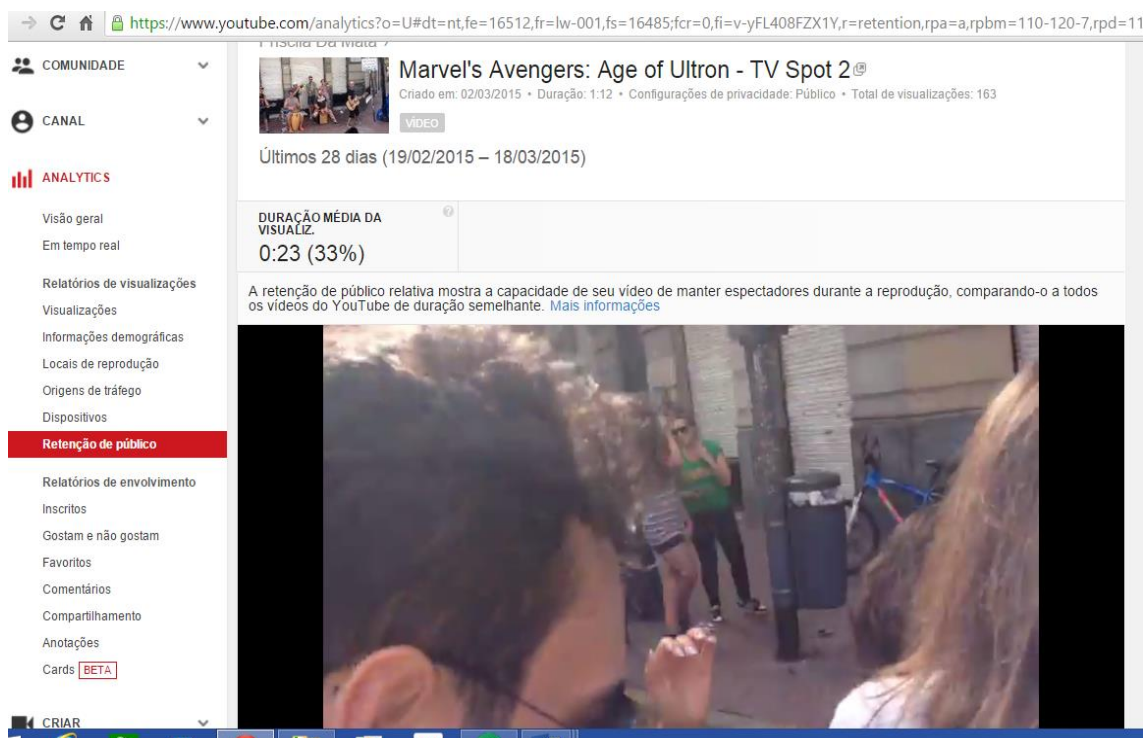 https://www.youtube.com/analytics?o=U#dt=nt,fe=16512,fr=lw-001,fs=16485;fcr=0,fi=v-yFL408FZX1Y,r=retention,rpa=a,rpbm=110-120-7,rpd=11
Priscila Da Mata
COMUNIDADE
CANAL
ANALYTICS
Visão geral
Em tempo real
Relatórios de visualizações
Visualizações
Informações demográficas
Locais de reprodução
Origens de tráfego
Dispositivos
Retenção de público
Relatórios de envolvimento
Inscritos
Gostam e não gostam
Favoritos
Comentários
Compartilhamento
Anotações
Cards BETA
CRIAR
Marvel's Avengers: Age of Ultron - TV Spot 2
Criado em: 02/03/2015 • Duração: 1:12 • Configurações de privacidade: Público • Total de visualizações: 163
VÍDEO
Últimos 28 dias (19/02/2015 – 18/03/2015)
DURAÇÃO MÉDIA DA
VISUALIZ.
0:23 (33%)
A retenção de público relativa mostra a capacidade de seu vídeo de manter espectadores durante a reprodução, comparando-o a todos
os vídeos do YouTube de duração semelhante. Mais informações